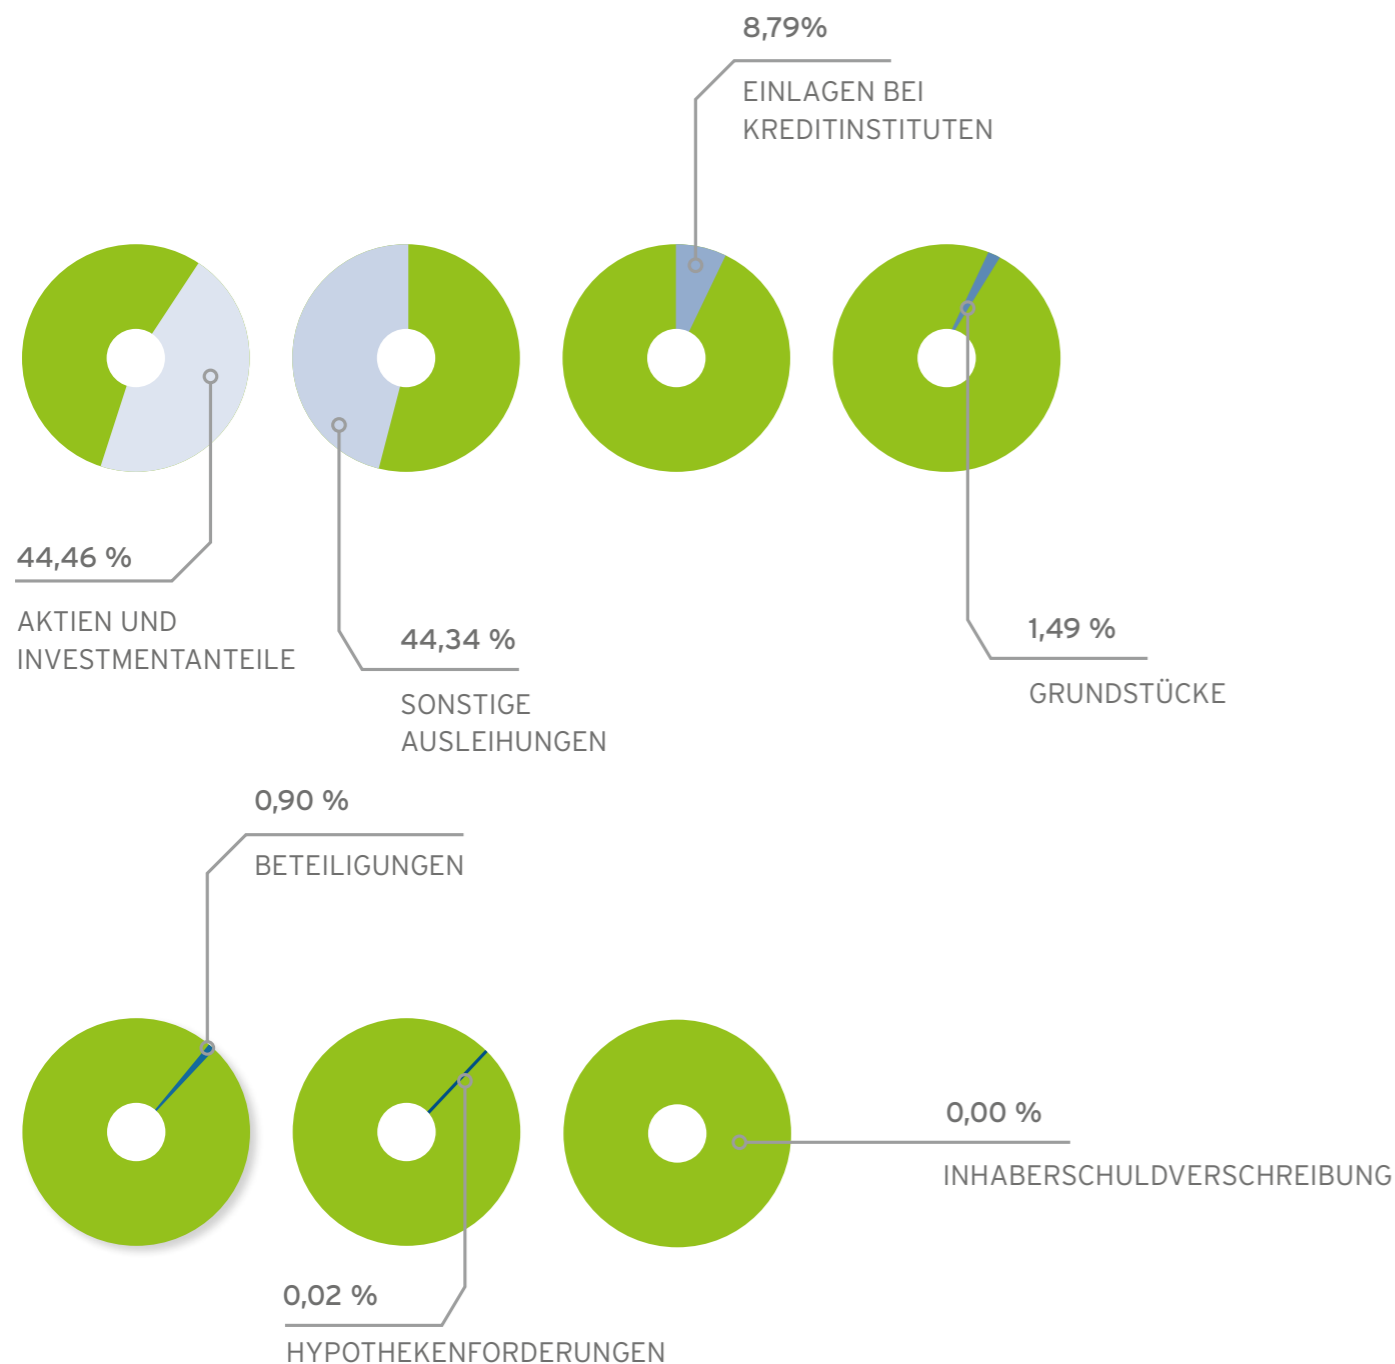 8,79%
EINLAGEN BEI
KREDITINSTITUTEN
44,46 %
AKTIEN UND
INVESTMENTANTEILE
44,34 %
SONSTIGE
AUSLEIHUNGEN
1,49 %
GRUNDSTÜCKE
0,90 %
BETEILIGUNGEN
0,02 %
HYPOTHEKENFORDERUNGEN
0,00 %
INHABERSCHULDVERSCHREIBUNG